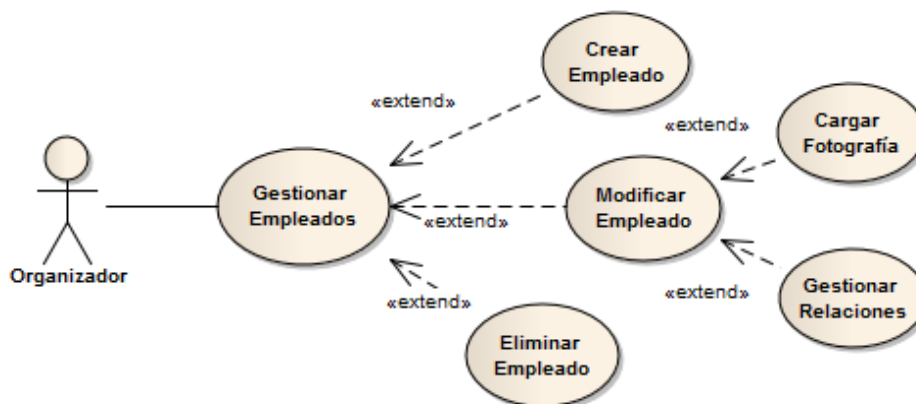 Crear
Empleado
«extend»
«extend»
Cargar
Fotografía
Gestionar
Empleados
Modificar
Empleado
«extend»
Organizador
«extend»
«extend»
Gestionar
Relaciones
Eliminar
Empleado